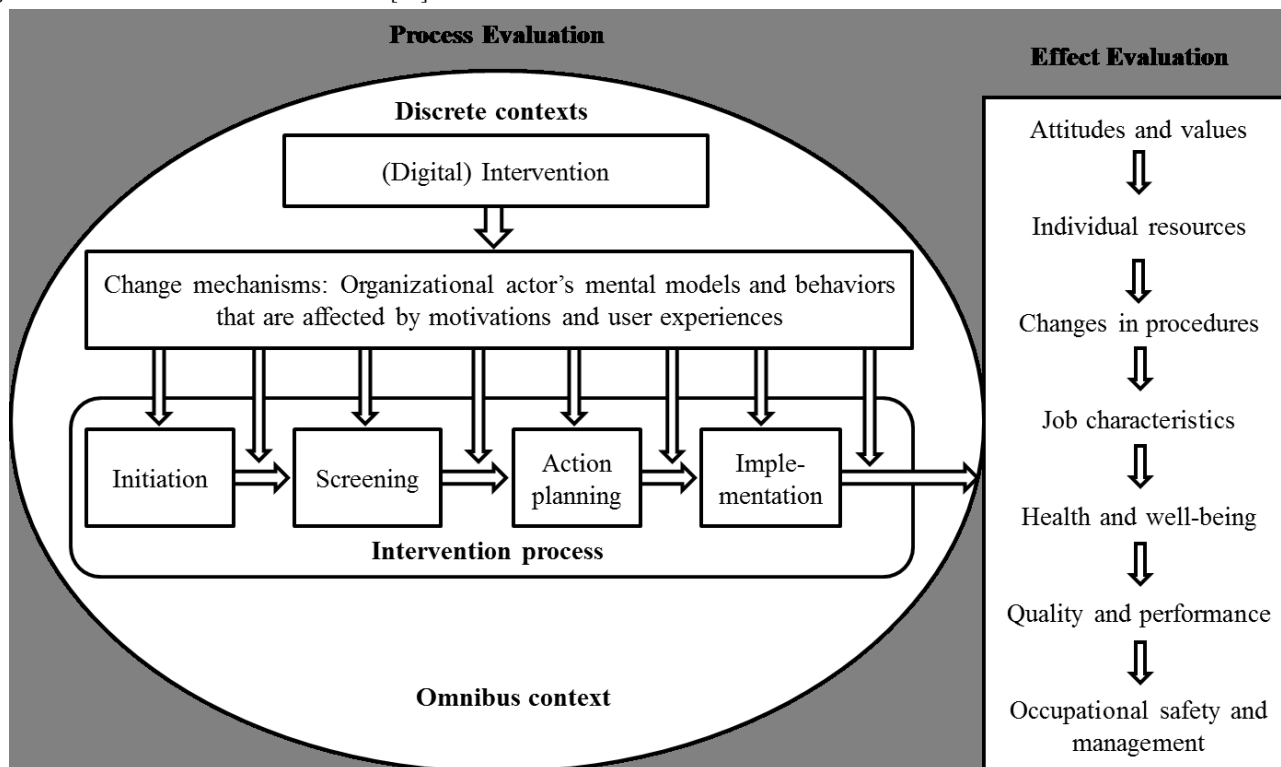 Process Evaluation
Discrete contexts
(Digital) Intervention
Change mechanisms: Organizational actor’s mental models and behaviors
that are affected by motivations and user experiences
Initiation
Screening
Action
planning
Imple-
mentation
Intervention process
Omnibus context
Effect Evaluation
Attitudes and values
Individual resources
Changes in procedures
Job characteristics
Health and well-being
Quality and performance
Occupational safety and
management